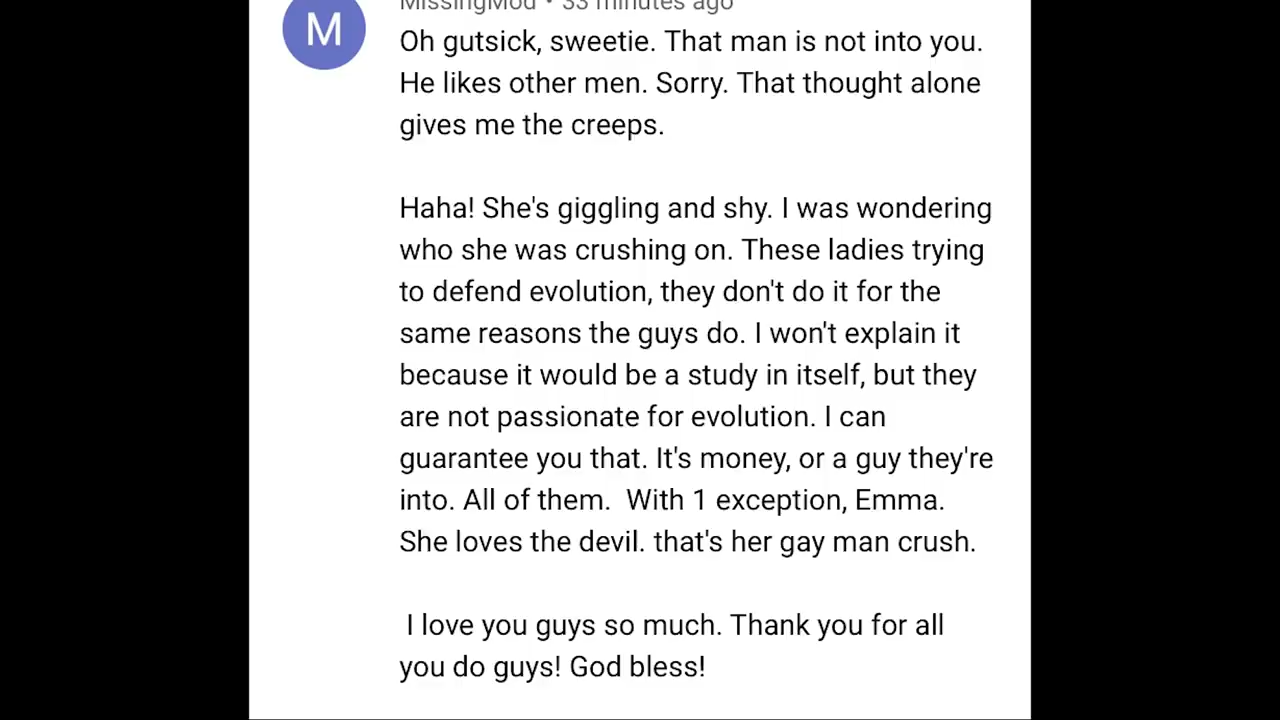 M
MissingMod • 33 minutes ago
Oh gutsick, sweetie. That man is not into you.
He likes other men. Sorry. That thought alone
gives me the creeps.
Haha! She's giggling and shy. I was wondering
who she was crushing on. These ladies trying
to defend evolution, they don't do it for the
same reasons the guys do. I won't explain it
because it would be a study in itself, but they
are not passionate for evolution. I can
guarantee you that. It's money, or a guy they're
into. All of them.  With 1 exception, Emma.
She loves the devil. that's her gay man crush.
I love you guys so much. Thank you for all
you do guys! God bless!